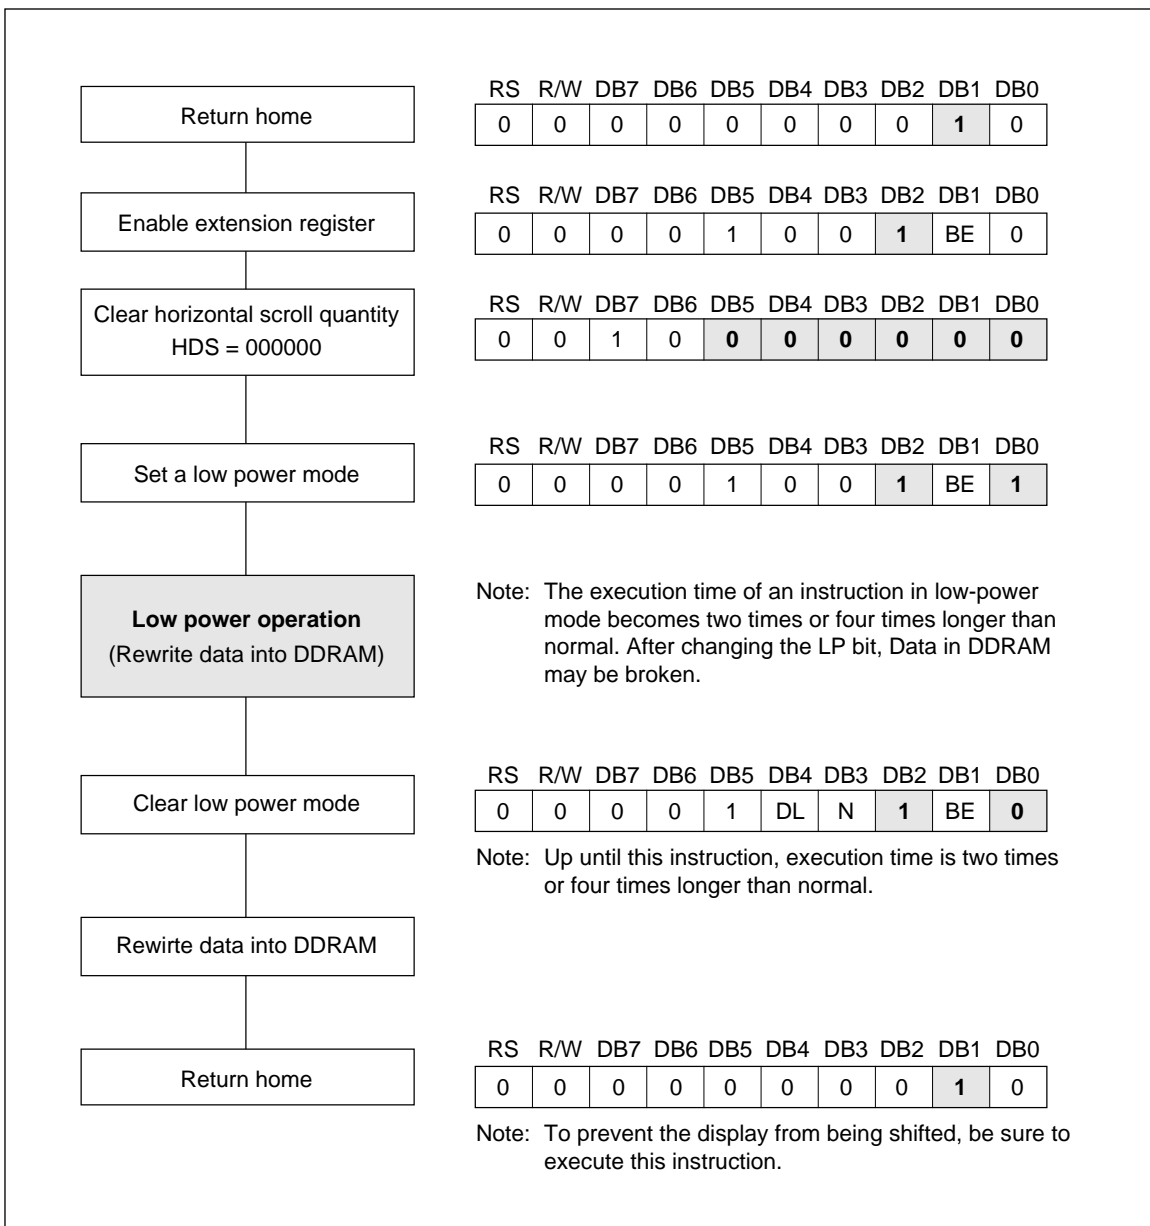 Return home
RS R/W DB7 DB6 DB5 DB4 DB3 DB2 DB1 DB0
0 0 0 0 0 0 0 0 1 0
Enable extension register
RS R/W DB7 DB6 DB5 DB4 DB3 DB2 DB1 DB0
0 0 0 0 1 0 0 1 BE 0
Clear horizontal scroll quantity
HDS = 000000
RS R/W DB7 DB6 DB5 DB4 DB3 DB2 DB1 DB0
0 0 1 0 0 0 0 0 0 0
Set a low power mode
RS R/W DB7 DB6 DB5 DB4 DB3 DB2 DB1 DB0
0 0 0 0 1 0 0 1 BE 1
Low power operation
(Rewrite data into DDRAM)
Note: The execution time of an instruction in low-power
mode becomes two times or four times longer than
normal. After changing the LP bit, Data in DDRAM
may be broken.
Clear low power mode
RS R/W DB7 DB6 DB5 DB4 DB3 DB2 DB1 DB0
0 0 0 0 1 DL N 1 BE 0
Note: Up until this instruction, execution time is two times
or four times longer than normal.
Rewirte data into DDRAM
Return home
RS R/W DB7 DB6 DB5 DB4 DB3 DB2 DB1 DB0
0 0 0 0 0 0 0 0 1 0
Note: To prevent the display from being shifted, be sure to
execute this instruction.